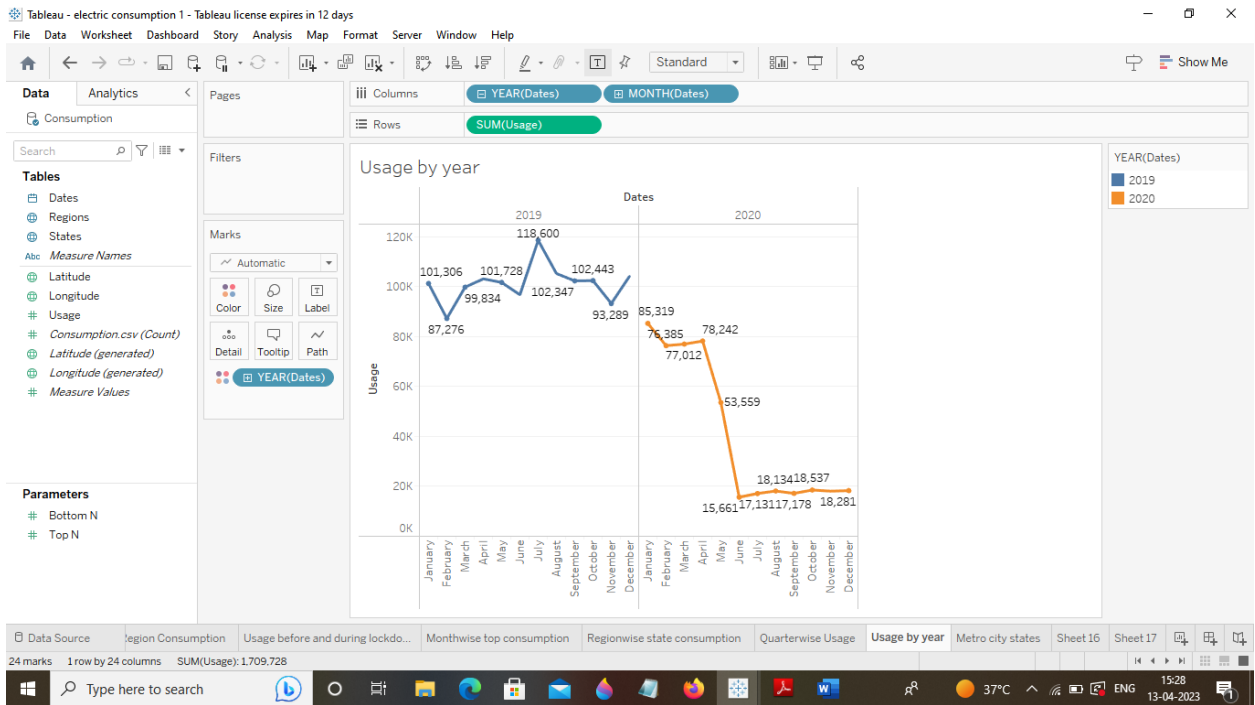 Tableau - electric consumption 1 - Tableau license expires in 12 days
File Data Worksheet Dashboard Story Analysis Map Format Server Window Help
Standard
Show Me
Data Analytics
Consumption
Search
Tables
Dates
Regions
States
Abc Measure Names
Latitude
Longitude
# Usage
# Consumption.csv (Count)
Latitude (generated)
Longitude (generated)
# Measure Values
Parameters
# Bottom N
# Top N
Pages
Filters
Marks
Automatic
Color Size Label
Detail Tooltip Path
YEAR(Dates)
Columns YEAR(Dates) MONTH(Dates)
Rows SUM(Usage)
Usage by year
Dates
2019 2020
Usage
120K
100K
80K
60K
40K
20K
0K
101,306
87,276
99,834
101,728
118,600
102,347
102,443
93,289
85,319
76,385
77,012
78,242
53,559
15,661
17,131
18,134
17,178
18,537
18,281
January
February
March
April
May
June
July
August
September
October
November
December
January
February
March
April
May
June
July
August
September
October
November
December
YEAR(Dates)
2019
2020
Data Source
Region Consumption
Usage before and during lockdo...
Monthwise top consumption
Regionwise state consumption
Quarterwise Usage
Usage by year
Metro city states
Sheet 16
Sheet 17
24 marks 1 row by 24 columns SUM(Usage): 1,709,728
Type here to search
37°C
ENG
15:28
13-04-2023
1